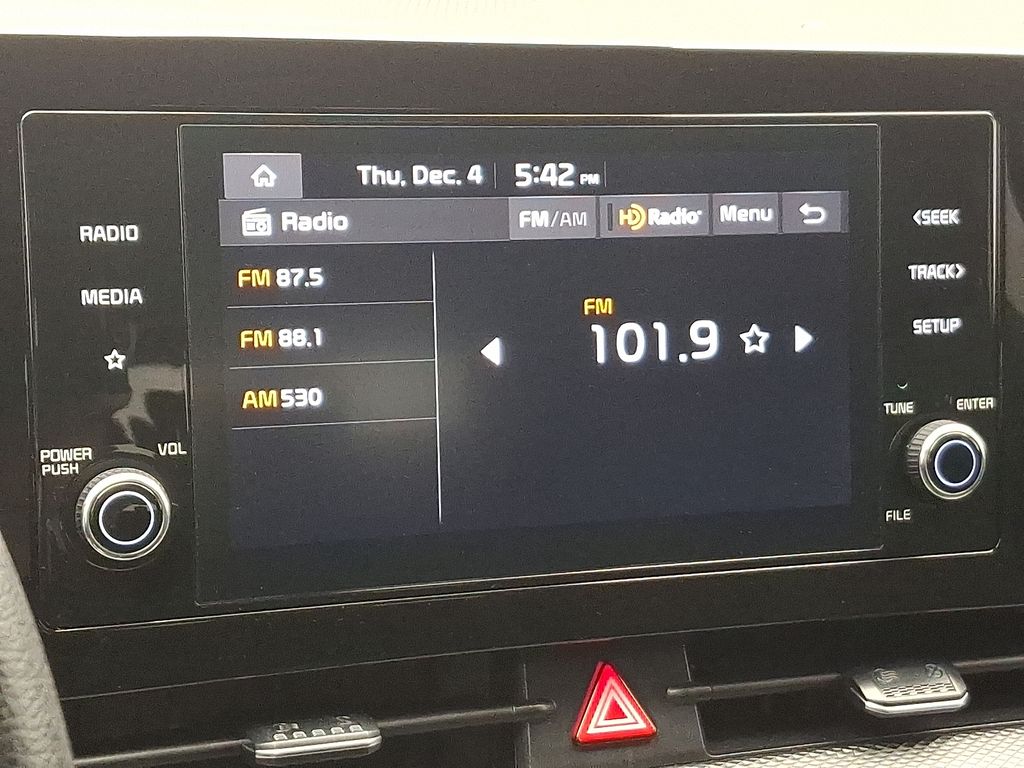 Thu, Dec. 4 5:42 PM
Radio FM/AM HD Radio Menu
RADIO
MEDIA
POWER
PUSH
VOL
FM 87.5
FM 88.1
AM 530
FM
101.9
<SEEK
TRACK>
SETUP
TUNE
ENTER
FILE